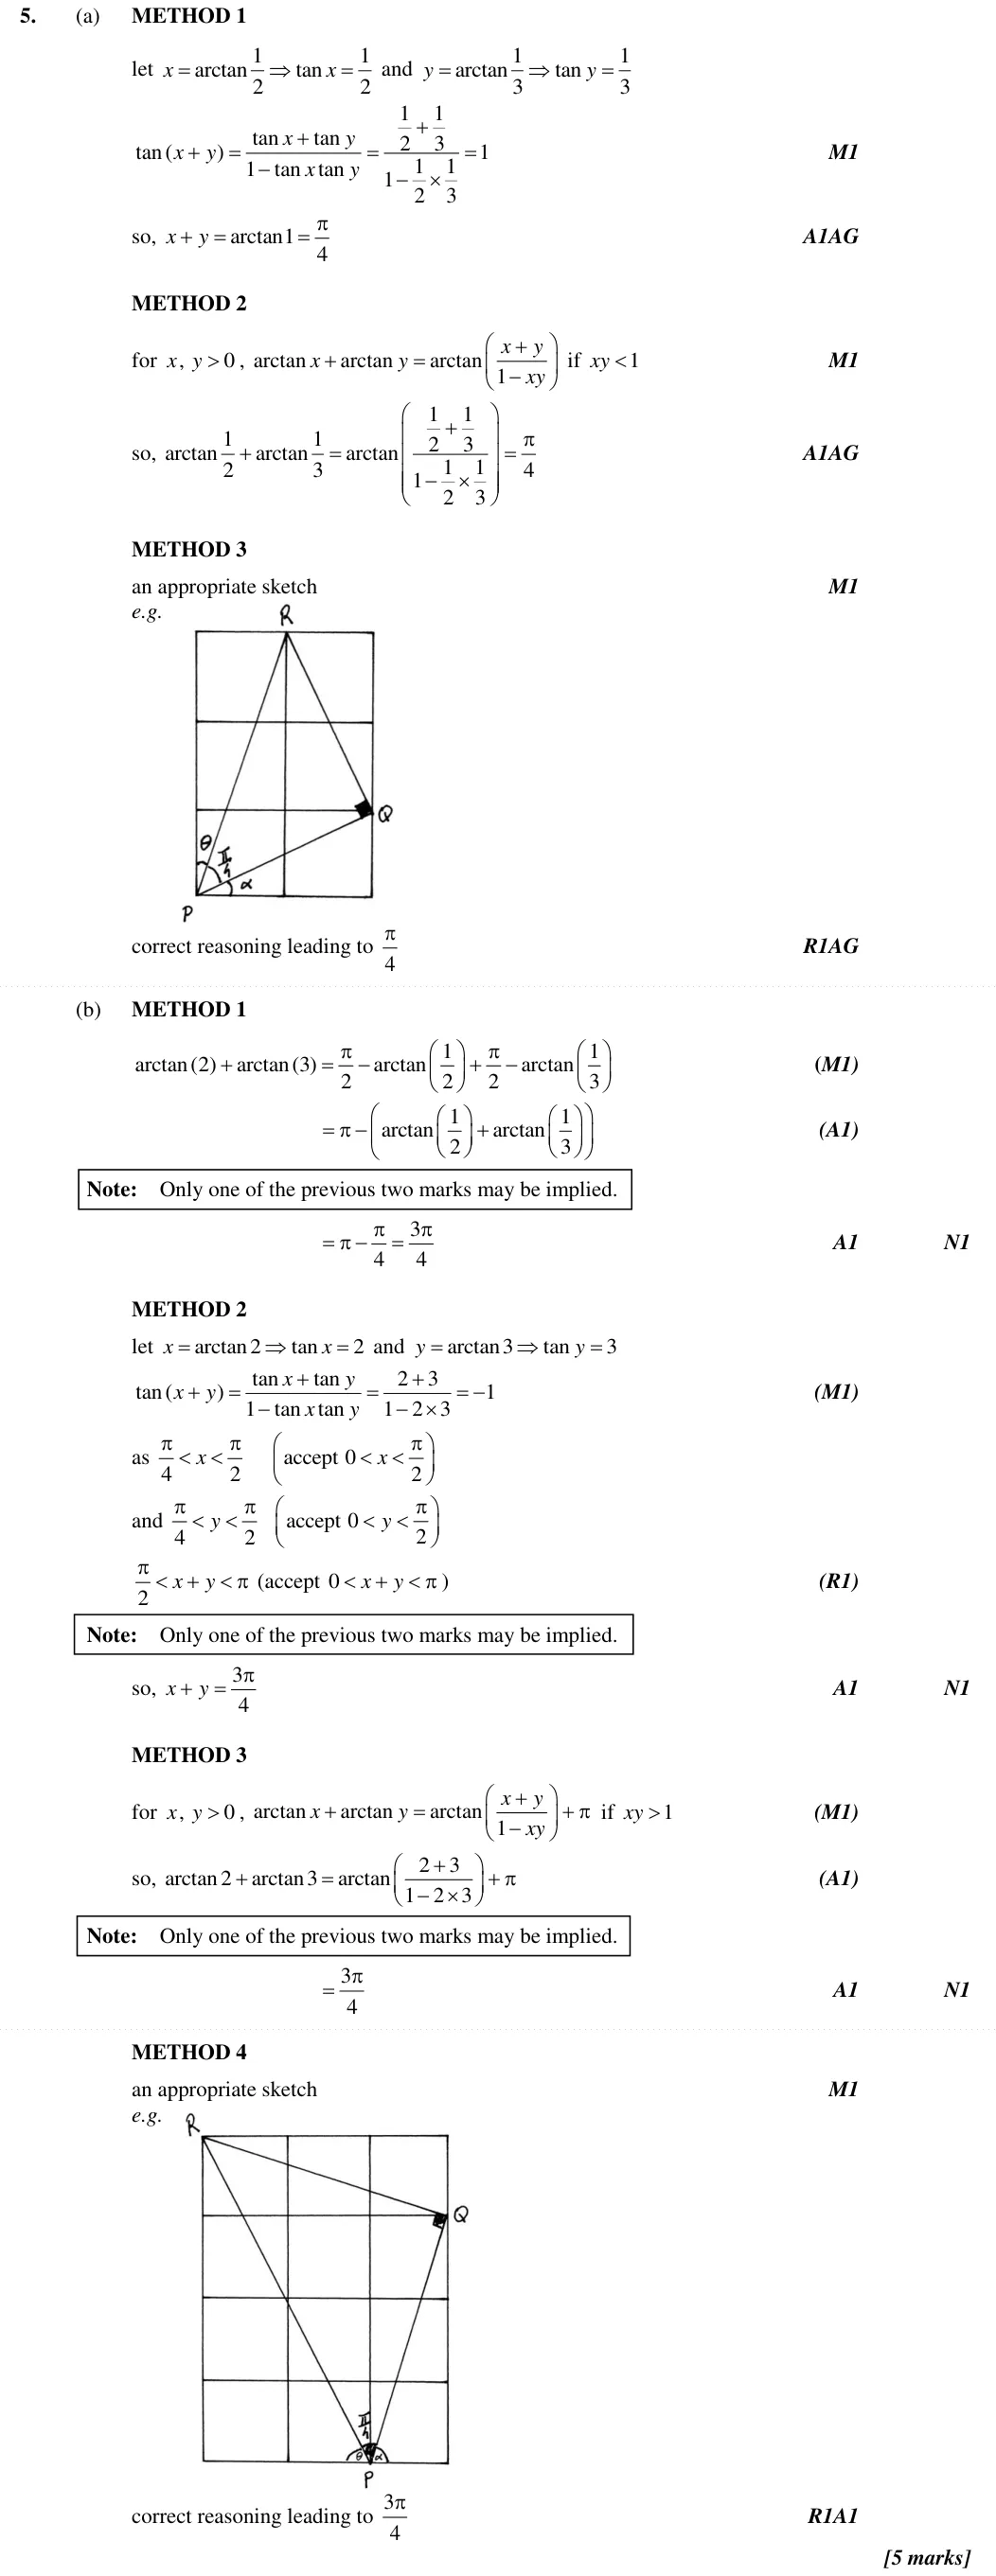 5. (a) METHOD 1
let x = arctan 1/2 ⇒ tan x = 1/2 and y = arctan 1/3 ⇒ tan y = 1/3
tan (x + y) = (tan x + tan y)/(1 − tan x tan y) = (1/2 + 1/3)/(1 − 1/2 × 1/3) = 1 M1
so, x + y = arctan 1 = π/4 A1AG
METHOD 2
for x, y > 0, arctan x + arctan y = arctan((x + y)/(1 − xy)) if xy < 1 M1
so, arctan 1/2 + arctan 1/3 = arctan((1/2 + 1/3)/(1 − 1/2 × 1/3)) = π/4 A1AG
METHOD 3
an appropriate sketch M1
e.g.
R
Q
θ
π/4
α
P
correct reasoning leading to π/4 R1AG
(b) METHOD 1
arctan (2) + arctan (3) = π/2 − arctan(1/2) + π/2 − arctan(1/3) (M1)
= π − (arctan(1/2) + arctan(1/3)) (A1)
Note: Only one of the previous two marks may be implied.
= π − π/4 = 3π/4 A1 N1
METHOD 2
let x = arctan 2 ⇒ tan x = 2 and y = arctan 3 ⇒ tan y = 3
tan (x + y) = (tan x + tan y)/(1 − tan x tan y) = (2 + 3)/(1 − 2 × 3) = −1 (M1)
as π/4 < x < π/2 (accept 0 < x < π/2)
and π/4 < y < π/2 (accept 0 < y < π/2)
π/2 < x + y < π (accept 0 < x + y < π) (R1)
Note: Only one of the previous two marks may be implied.
so, x + y = 3π/4 A1 N1
METHOD 3
for x, y > 0, arctan x + arctan y = arctan((x + y)/(1 − xy)) + π if xy > 1 (M1)
so, arctan 2 + arctan 3 = arctan((2 + 3)/(1 − 2 × 3)) + π (A1)
Note: Only one of the previous two marks may be implied.
= 3π/4 A1 N1
METHOD 4
an appropriate sketch M1
e.g.
R
Q
π/4
θ α
P
correct reasoning leading to 3π/4 R1A1
[5 marks]